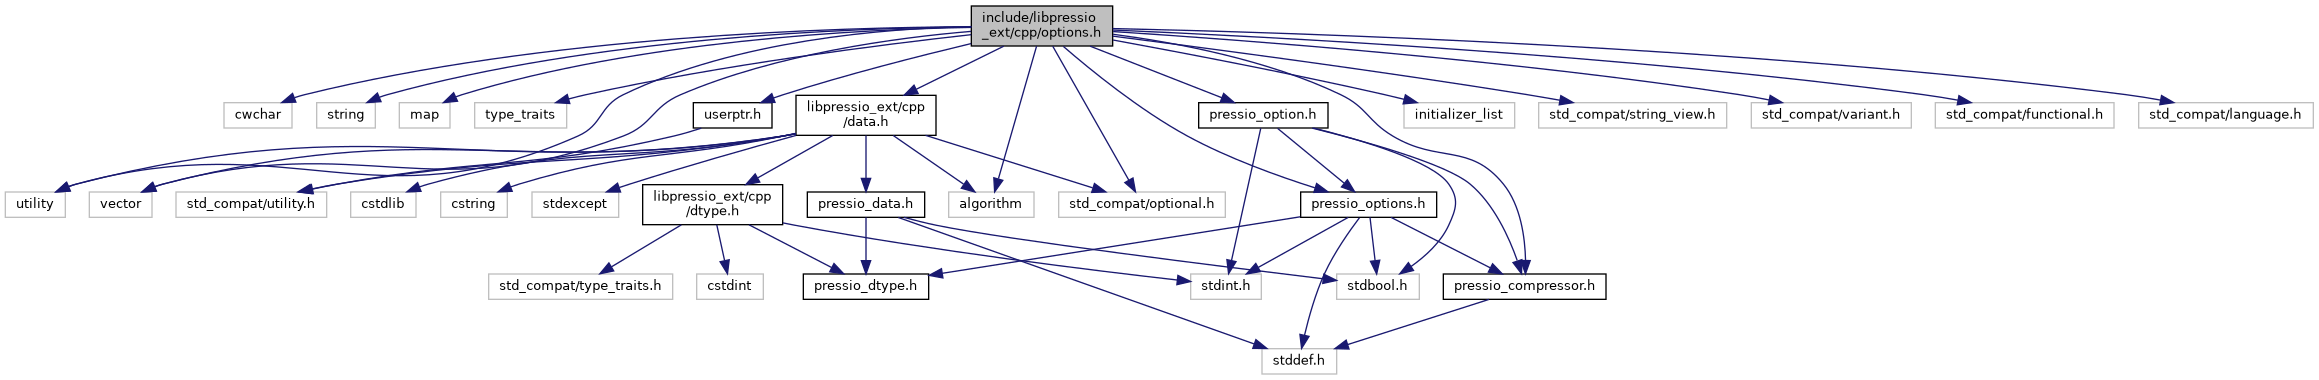 include/libpressio
_ext/cpp/options.h
cwchar
string
map
type_traits
userptr.h
libpressio_ext/cpp
/data.h
pressio_option.h
initializer_list
std_compat/string_view.h
std_compat/variant.h
std_compat/functional.h
std_compat/language.h
utility
vector
std_compat/utility.h
cstdlib
cstring
stdexcept
libpressio_ext/cpp
/dtype.h
pressio_data.h
algorithm
std_compat/optional.h
pressio_options.h
std_compat/type_traits.h
cstdint
pressio_dtype.h
stdint.h
stdbool.h
pressio_compressor.h
stddef.h